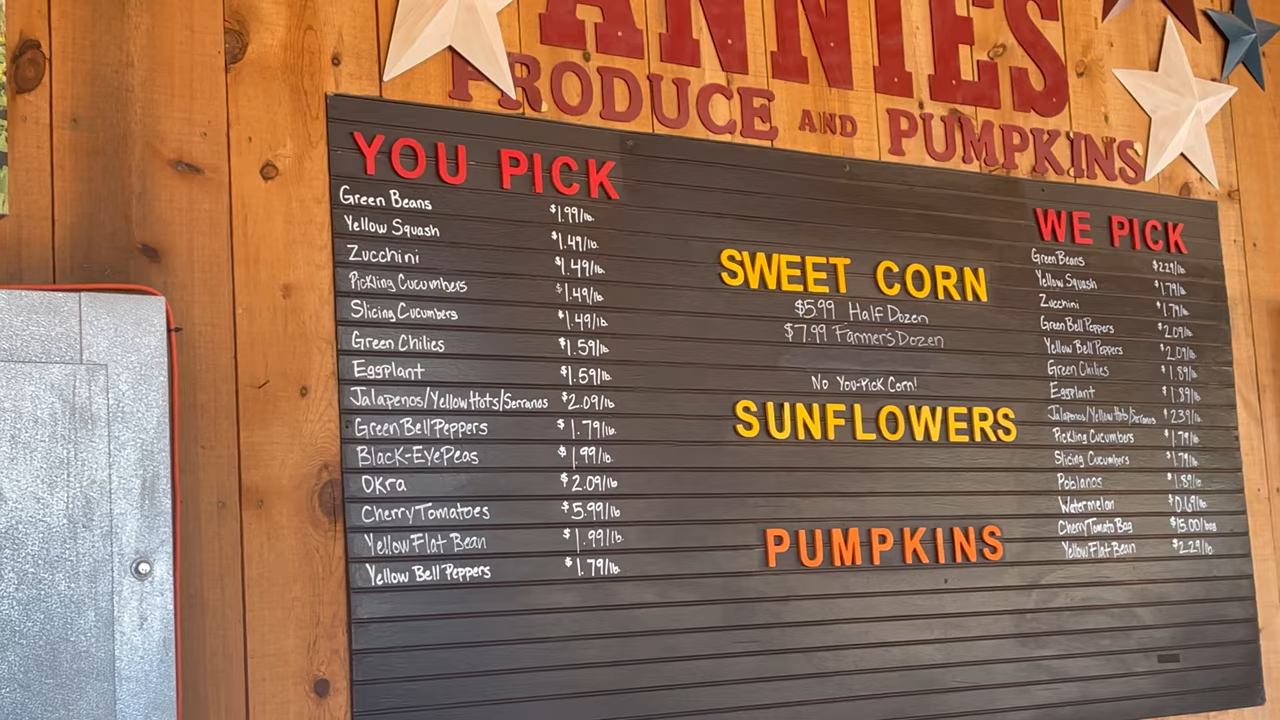 ANNIES
PRODUCE AND PUMPKINS
YOU PICK
Green Beans $1.99/lb.
Yellow Squash $1.49/lb.
Zucchini $1.49/lb.
Pickling Cucumbers $1.49/lb.
Slicing Cucumbers $1.49/lb.
Green Chilies $1.59/lb.
Eggplant $1.59/lb.
Jalapenos/Yellow Hots/Serranos $2.09/lb.
Green Bell Peppers $1.79/lb.
Black-Eye Peas $1.99/lb.
Okra $2.09/lb.
Cherry Tomatoes $5.99/lb.
Yellow Flat Bean $1.99/lb.
Yellow Bell Peppers $1.79/lb.
SWEET CORN
$5.99 Half Dozen
$7.99 Farmer's Dozen
No You-Pick Corn!
SUNFLOWERS
PUMPKINS
WE PICK
Green Beans $2.29/lb.
Yellow Squash $1.79/lb.
Zucchini $1.79/lb.
Green Bell Peppers $2.09/lb.
Yellow Bell Peppers $2.09/lb.
Green Chilies $1.89/lb.
Eggplant $1.89/lb.
Jalapenos/Yellow Hots/Serranos $2.39/lb.
Pickling Cucumbers $1.79/lb.
Slicing Cucumbers $1.79/lb.
Poblanos $1.89/lb.
Watermelon $0.69/lb.
Cherry Tomato Bag $15.00/bag
Yellow Flat Bean $2.29/lb.